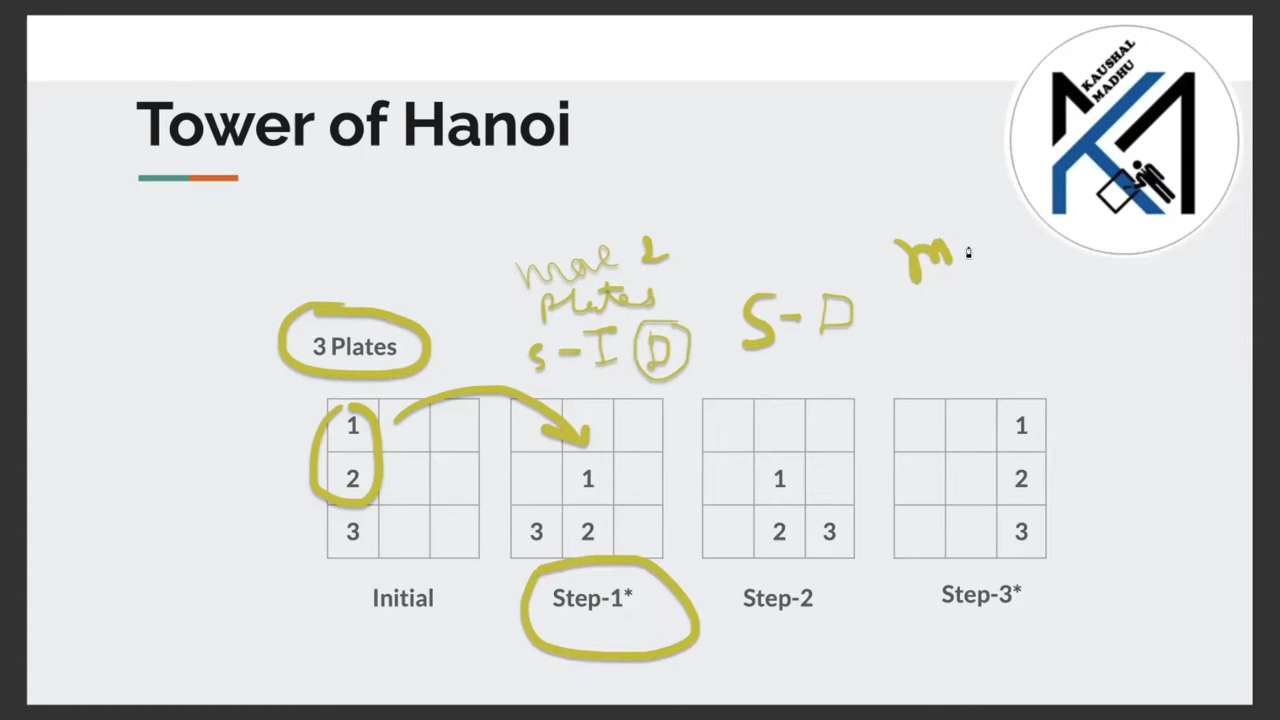 Tower of Hanoi
KAUSHAL
MADHU
m
2
plates
S - I D
S - D
3 Plates
1
2
3
1
3 2
1
2 3
1
2
3
Initial
Step-1*
Step-2
Step-3*